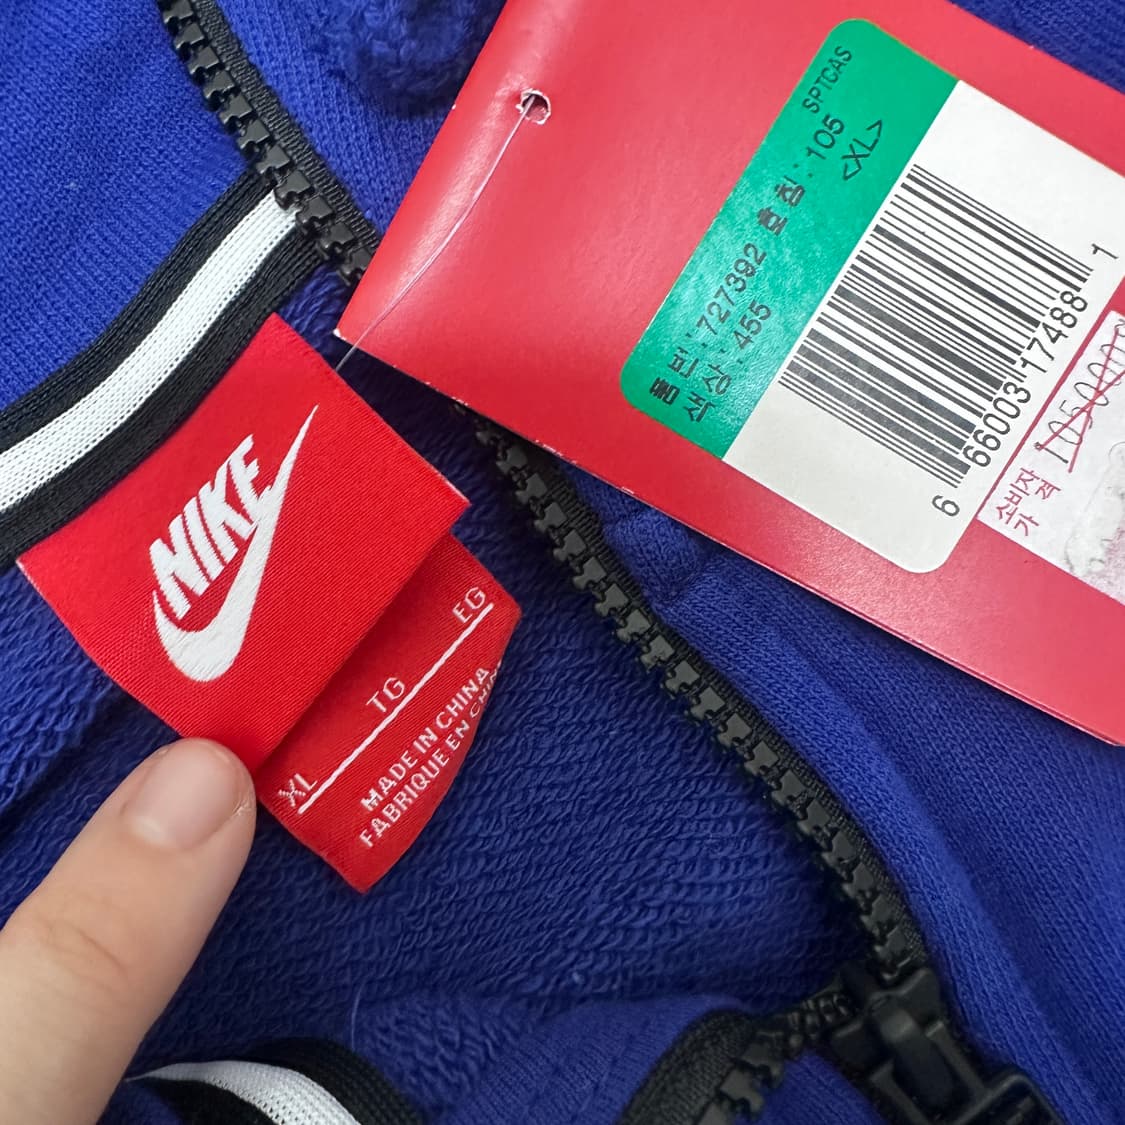 NIKE
XL TG EG
MADE IN CHINA
FABRIQUE EN CHIN
SPTCAS
품 번 : 727392 호 칭 : 105
색상 : 455 <XL>
6 66003 17488 1
소비자
가 격